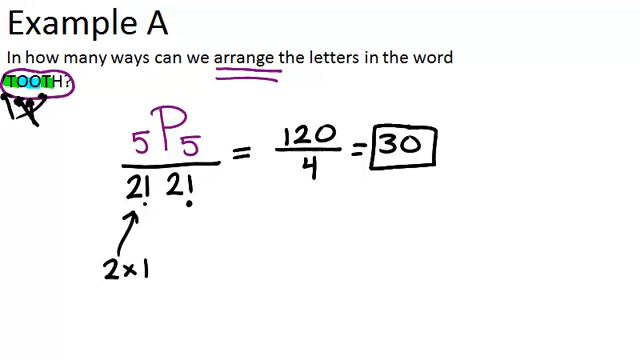 Example A
In how many ways can we arrange the letters in the word
TOOTH?
5P5 / 2! 2! = 120 / 4 = 30
2 x 1